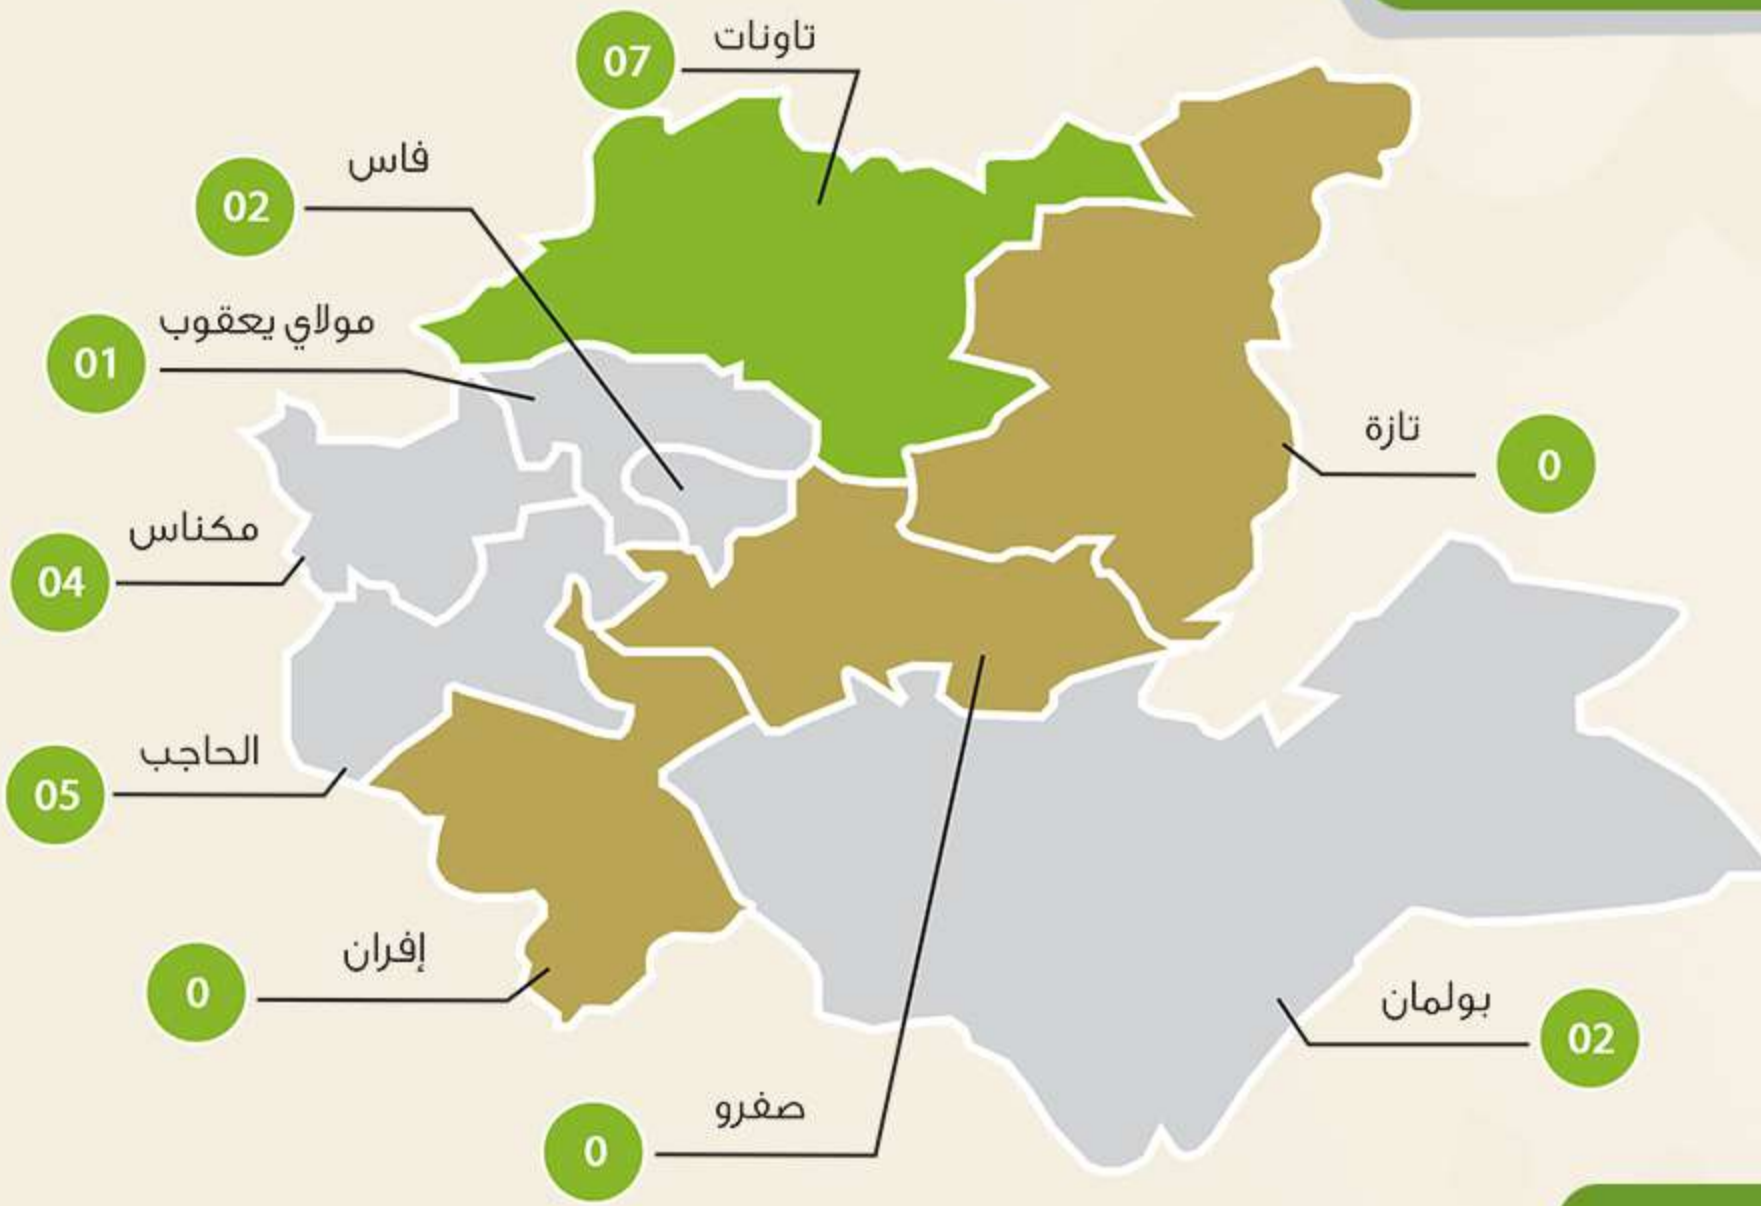 تاونات
07
فاس
02
مولاي يعقوب
01
تازة
0
مكناس
04
الحاجب
05
إفران
0
بولمان
02
صفرو
0